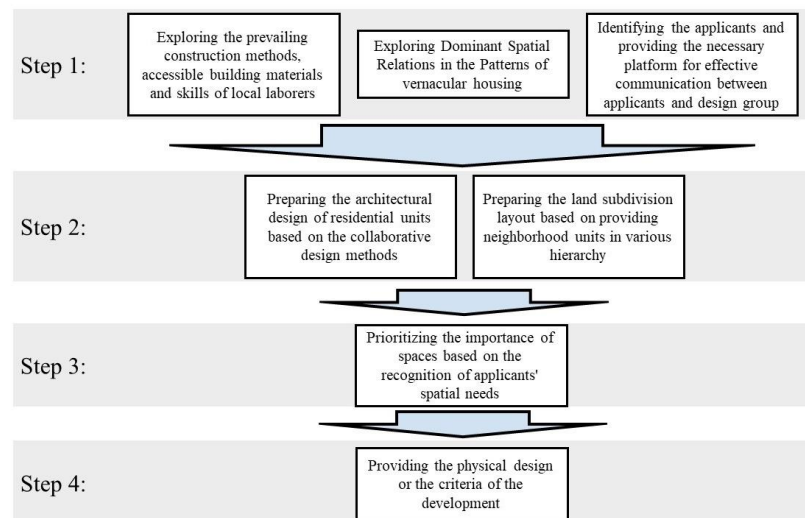 Step 1:
Exploring the prevailing
construction methods,
accessible building materials
and skills of local laborers
Exploring Dominant Spatial
Relations in the Patterns of
vernacular housing
Identifying the applicants and
providing the necessary
platform for effective
communication between
applicants and design group
Step 2:
Preparing the architectural
design of residential units
based on the collaborative
design methods
Preparing the land subdivision
layout based on providing
neighborhood units in various
hierarchy
Step 3:
Prioritizing the importance of
spaces based on the
recognition of applicants'
spatial needs
Step 4:
Providing the physical design
or the criteria of the
development